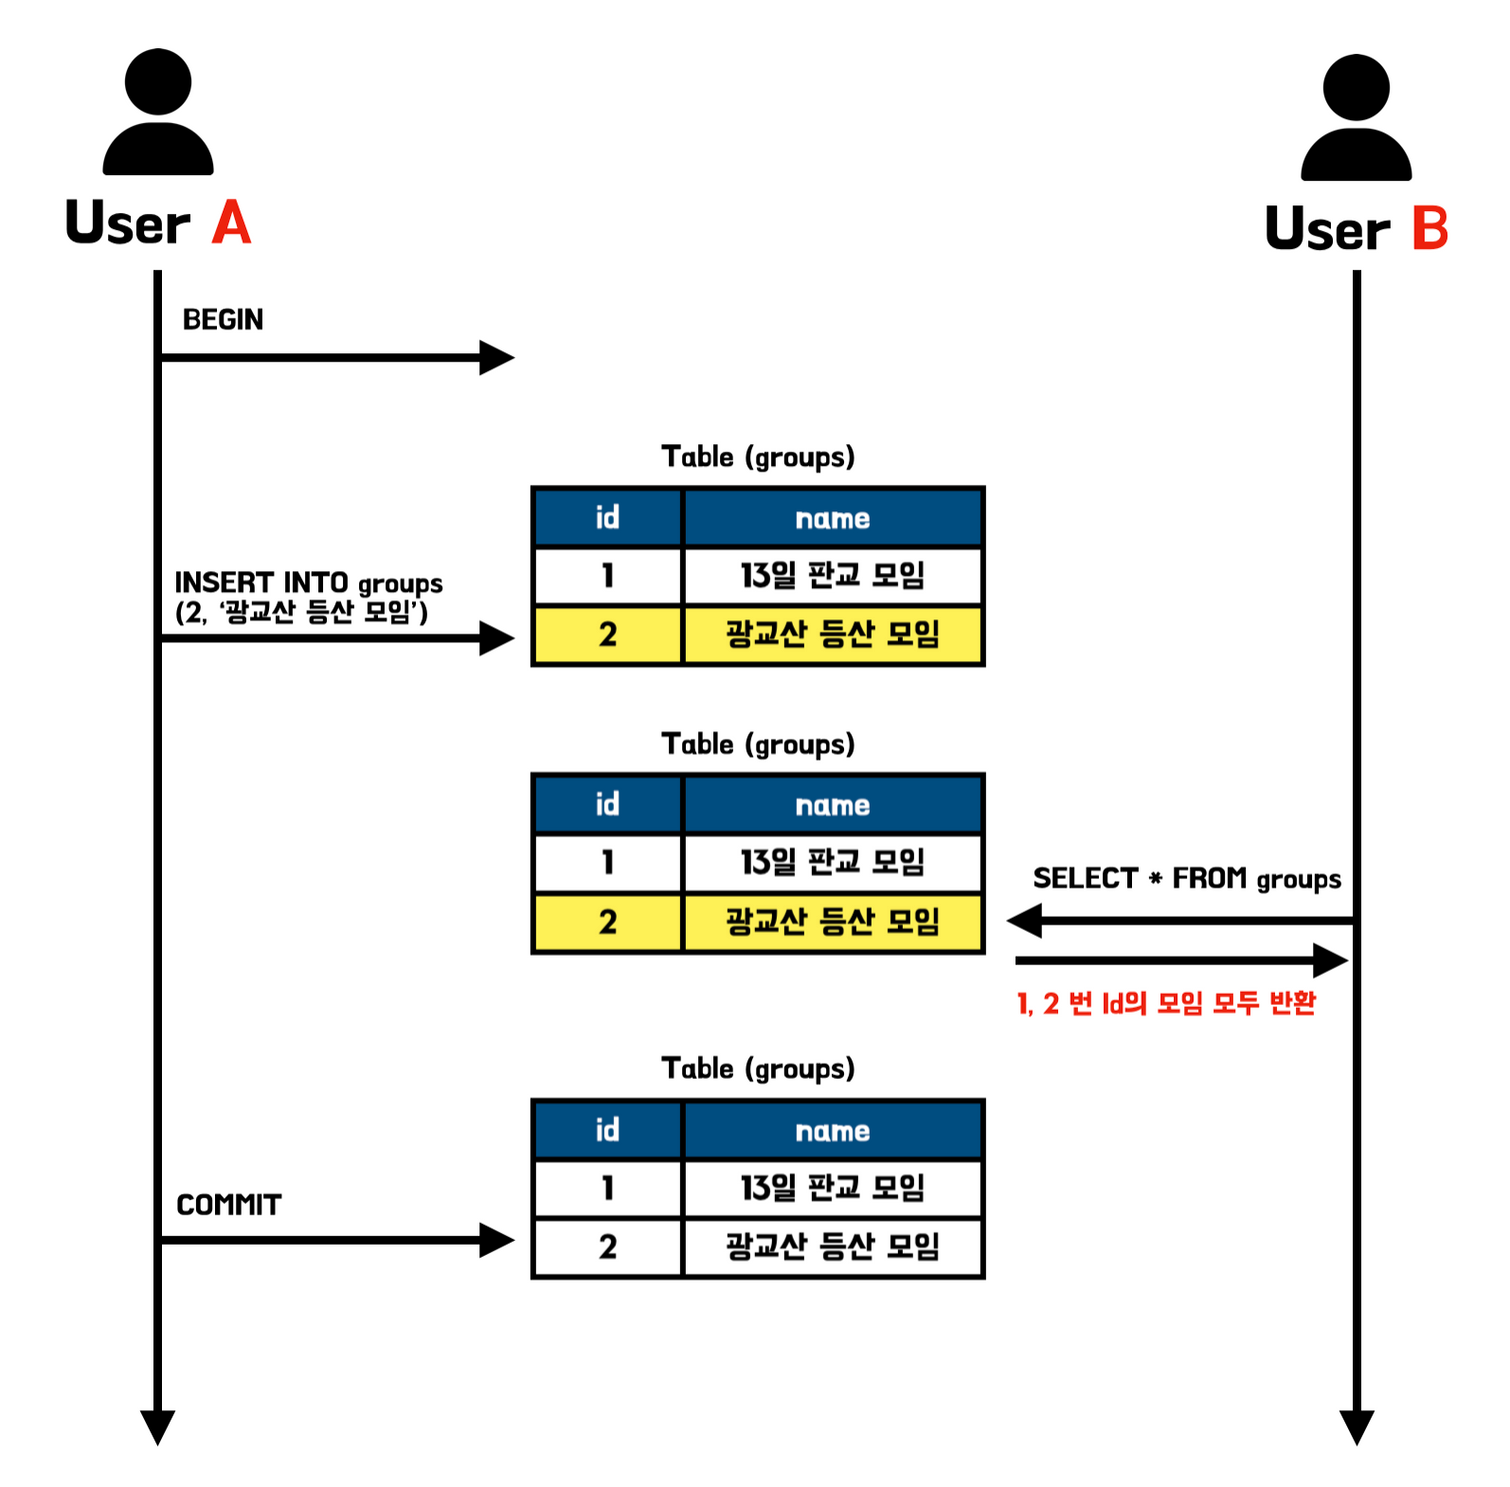 User A
User B
BEGIN
Table (groups)
id name
1 13일 판교 모임
2 광교산 등산 모임
INSERT INTO groups
(2, ‘광교산 등산 모임’)
Table (groups)
id name
1 13일 판교 모임
2 광교산 등산 모임
SELECT * FROM groups
1, 2 번 Id의 모임 모두 반환
Table (groups)
id name
1 13일 판교 모임
2 광교산 등산 모임
COMMIT